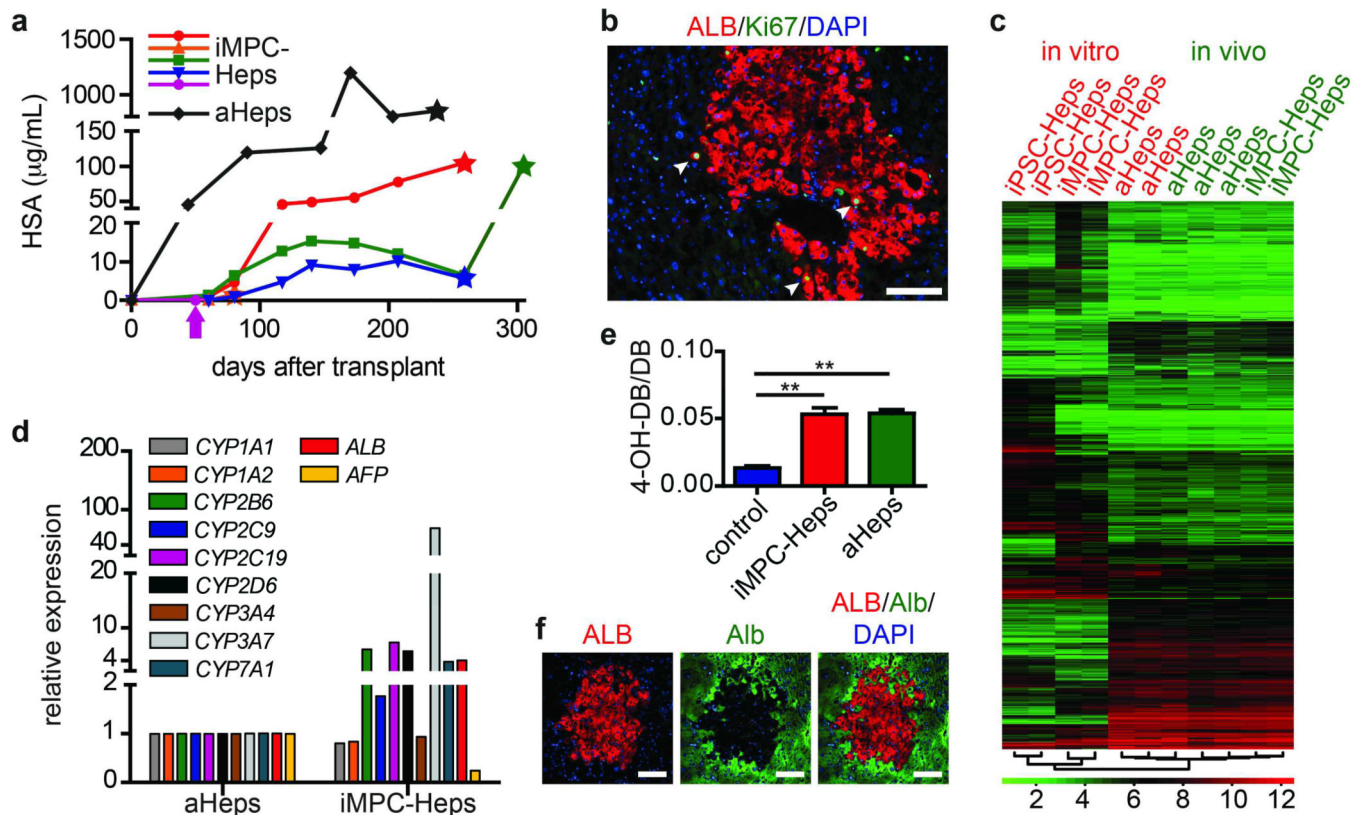 a
1500
1000
150
100
50
20
10
0
HSA (µg/mL)
iMPC-
Heps
aHeps
0
100
200
300
days after transplant
b
ALB/Ki67/DAPI
c
in vitro
in vivo
iPSC-Heps
iPSC-Heps
iMPC-Heps
iMPC-Heps
aHeps
aHeps
aHeps
aHeps
aHeps
iMPC-Heps
iMPC-Heps
2
4
6
8
10
12
d
200
100
40
20
10
4
2
1
0
relative expression
CYP1A1
CYP1A2
CYP2B6
CYP2C9
CYP2C19
CYP2D6
CYP3A4
CYP3A7
CYP7A1
ALB
AFP
aHeps
iMPC-Heps
e
0.10
0.05
0.00
4-OH-DB/DB
**
**
control
iMPC-Heps
aHeps
f
ALB
Alb
ALB/Alb/
DAPI